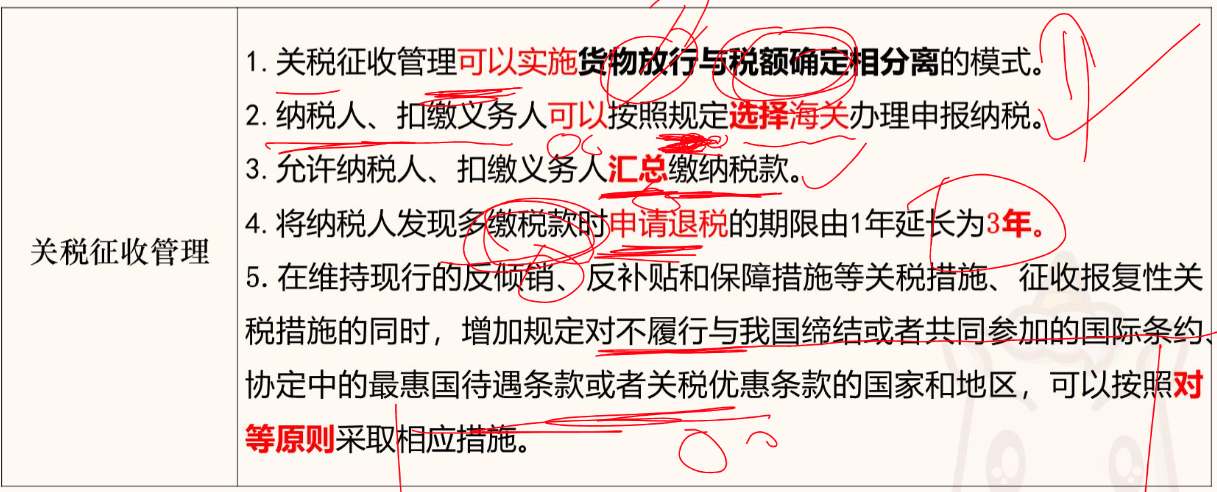 关税征收管理
1. 关税征收管理可以实施货物放行与税额确定相分离的模式。
2. 纳税人、扣缴义务人可以按照规定选择海关办理申报纳税。
3. 允许纳税人、扣缴义务人汇总缴纳税款。
4. 将纳税人发现多缴税款时申请退税的期限由1年延长为3年。
5. 在维持现行的反倾销、反补贴和保障措施等关税措施、征收报复性关
税措施的同时，增加规定对不履行与我国缔结或者共同参加的国际条约、
协定中的最惠国待遇条款或者关税优惠条款的国家和地区，可以按照对
等原则采取相应措施。